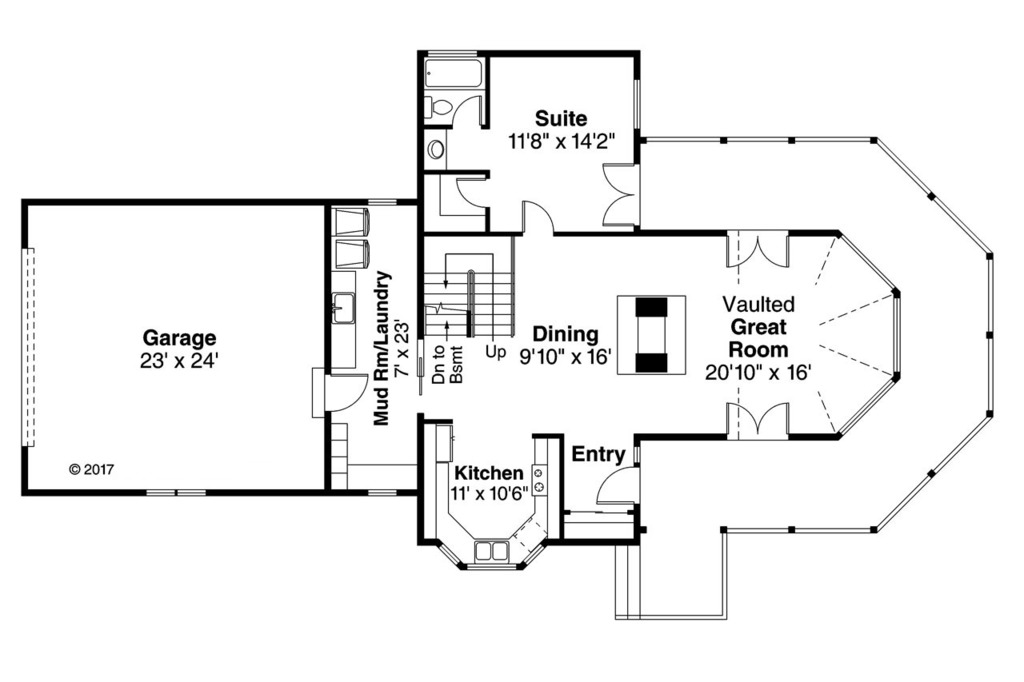 Suite
11'8" x 14'2"
Garage
23' x 24'
© 2017
Mud Rm/Laundry
7' x 23'
Dn to
Bsmt
Up
Dining
9'10" x 16'
Vaulted
Great
Room
20'10" x 16'
Kitchen
11' x 10'6"
Entry